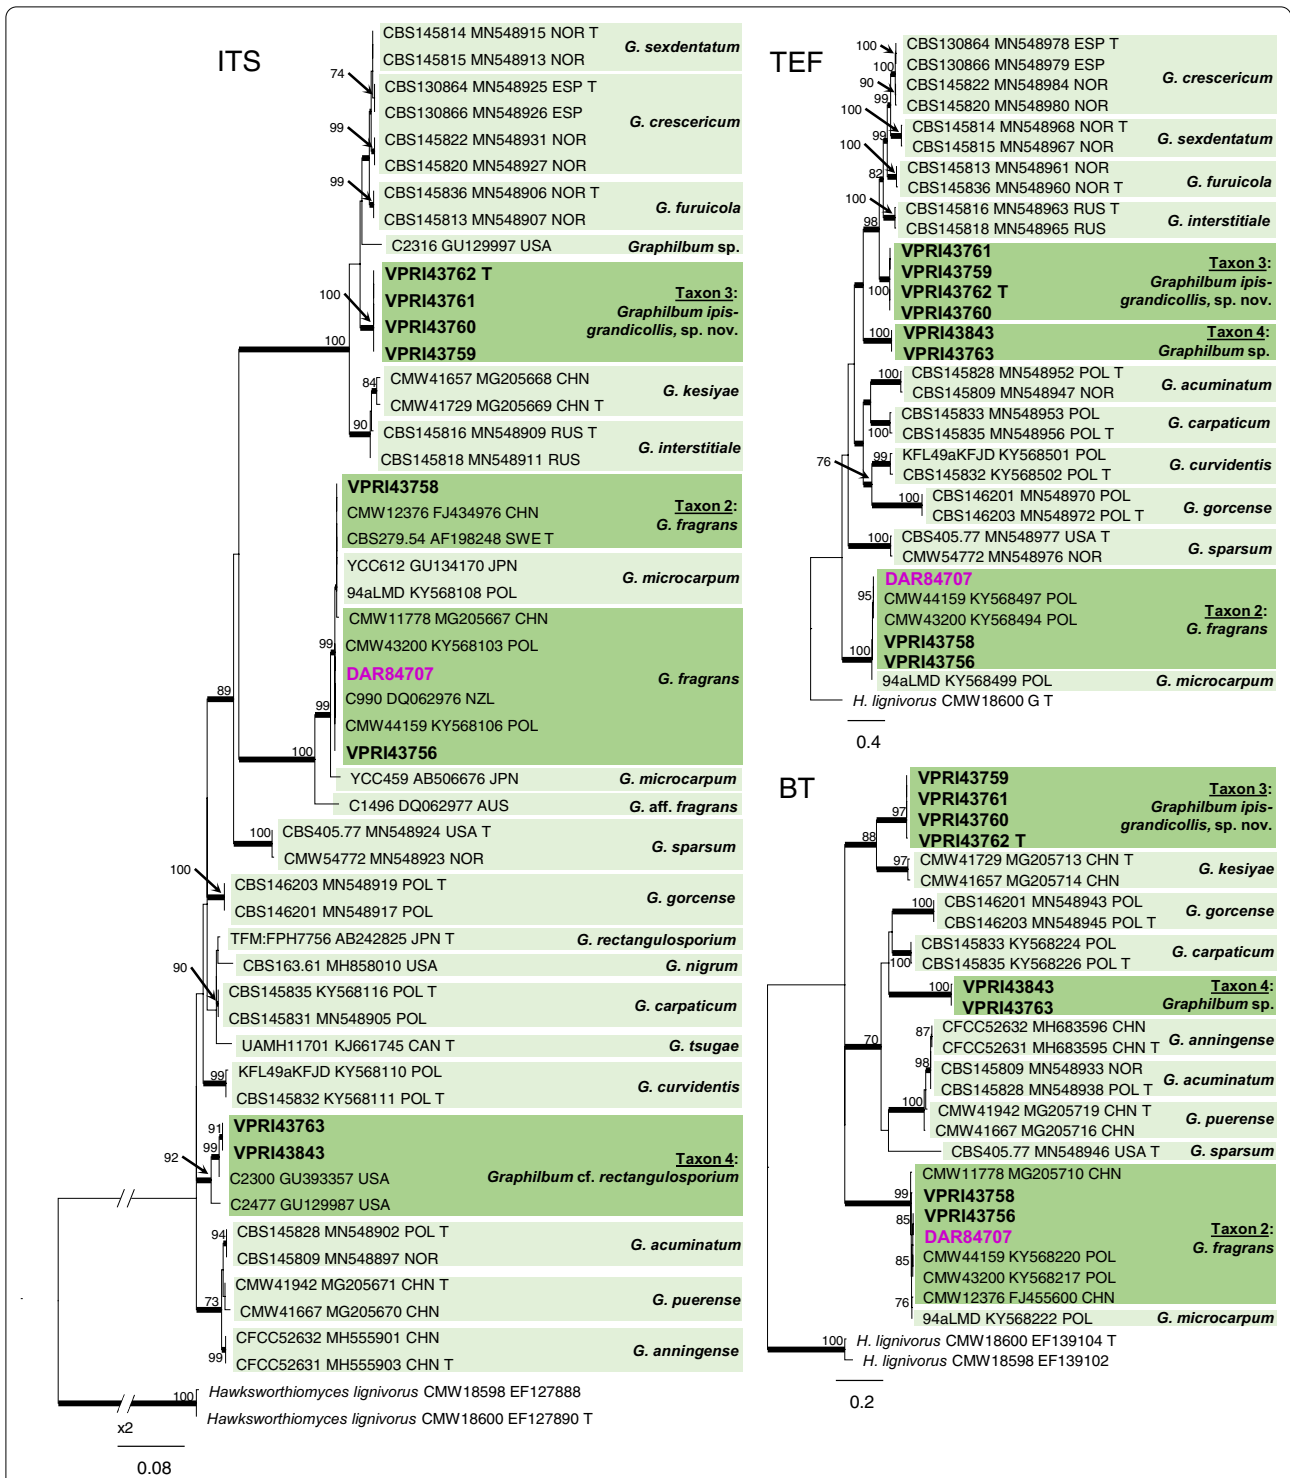 ITS
CBS145814 MN548915 NOR T
CBS145815 MN548913 NOR
G. sexdentatum
74
CBS130864 MN548925 ESP T
CBS130866 MN548926 ESP
CBS145822 MN548931 NOR
CBS145820 MN548927 NOR
G. crescericum
99
CBS145836 MN548906 NOR T
CBS145813 MN548907 NOR
G. furuicola
99
C2316 GU129997 USA
Graphilbum sp.
VPRI43762 T
VPRI43761
VPRI43760
VPRI43759
Taxon 3:
Graphilbum ipis-
grandicollis, sp. nov.
100
100
CMW41657 MG205668 CHN
CMW41729 MG205669 CHN T
G. kesiyae
84
90
CBS145816 MN548909 RUS T
CBS145818 MN548911 RUS
G. interstitiale
VPRI43758
CMW12376 FJ434976 CHN
CBS279.54 AF198248 SWE T
Taxon 2:
G. fragrans
YCC612 GU134170 JPN
94aLMD KY568108 POL
G. microcarpum
CMW11778 MG205667 CHN
CMW43200 KY568103 POL
DAR84707
C990 DQ062976 NZL
CMW44159 KY568106 POL
VPRI43756
G. fragrans
99
99
100
89
YCC459 AB506676 JPN
G. microcarpum
C1496 DQ062977 AUS
G. aff. fragrans
CBS405.77 MN548924 USA T
CMW54772 MN548923 NOR
G. sparsum
100
CBS146203 MN548919 POL T
CBS146201 MN548917 POL
G. gorcense
100
TFM:FPH7756 AB242825 JPN T
G. rectangulosporium
CBS163.61 MH858010 USA
G. nigrum
90
CBS145835 KY568116 POL T
CBS145831 MN548905 POL
G. carpaticum
UAMH11701 KJ661745 CAN T
G. tsugae
KFL49aKFJD KY568110 POL
CBS145832 KY568111 POL T
G. curvidentis
99
VPRI43763
VPRI43843
C2300 GU393357 USA
C2477 GU129987 USA
Taxon 4:
Graphilbum cf. rectangulosporium
91
99
92
CBS145828 MN548902 POL T
CBS145809 MN548897 NOR
G. acuminatum
94
CMW41942 MG205671 CHN T
CMW41667 MG205670 CHN
G. puerense
73
CFCC52632 MH555901 CHN
CFCC52631 MH555903 CHN T
G. anningense
99
Hawksworthiomyces lignivorus CMW18598 EF127888
Hawksworthiomyces lignivorus CMW18600 EF127890 T
100
x2
0.08
TEF
CBS130864 MN548978 ESP T
CBS130866 MN548979 ESP
CBS145822 MN548984 NOR
CBS145820 MN548980 NOR
G. crescericum
100
100
90
99
CBS145814 MN548968 NOR T
CBS145815 MN548967 NOR
G. sexdentatum
100
99
CBS145813 MN548961 NOR
CBS145836 MN548960 NOR T
G. furuicola
100
82
CBS145816 MN548963 RUS T
CBS145818 MN548965 RUS
G. interstitiale
100
98
VPRI43761
VPRI43759
VPRI43762 T
VPRI43760
Taxon 3:
Graphilbum ipis-
grandicollis, sp. nov.
100
VPRI43843
VPRI43763
Taxon 4:
Graphilbum sp.
100
CBS145828 MN548952 POL T
CBS145809 MN548947 NOR
G. acuminatum
100
CBS145833 MN548953 POL
CBS145835 MN548956 POL T
G. carpaticum
100
KFL49aKFJD KY568501 POL
CBS145832 KY568502 POL T
G. curvidentis
99
76
CBS146201 MN548970 POL
CBS146203 MN548972 POL T
G. gorcense
100
CBS405.77 MN548977 USA T
CMW54772 MN548976 NOR
G. sparsum
100
DAR84707
CMW44159 KY568497 POL
CMW43200 KY568494 POL
VPRI43758
VPRI43756
Taxon 2:
G. fragrans
95
100
94aLMD KY568499 POL
G. microcarpum
H. lignivorus CMW18600 G T
0.4
BT
VPRI43759
VPRI43761
VPRI43760
VPRI43762 T
Taxon 3:
Graphilbum ipis-
grandicollis, sp. nov.
97
88
CMW41729 MG205713 CHN T
CMW41657 MG205714 CHN
G. kesiyae
97
CBS146201 MN548943 POL
CBS146203 MN548945 POL T
G. gorcense
100
CBS145833 KY568224 POL
CBS145835 KY568226 POL T
G. carpaticum
100
VPRI43843
VPRI43763
Taxon 4:
Graphilbum sp.
100
CFCC52632 MH683596 CHN
CFCC52631 MH683595 CHN T
G. anningense
87
70
98
CBS145809 MN548933 NOR
CBS145828 MN548938 POL T
G. acuminatum
100
CMW41942 MG205719 CHN T
CMW41667 MG205716 CHN
G. puerense
CBS405.77 MN548946 USA T
G. sparsum
CMW11778 MG205710 CHN
VPRI43758
VPRI43756
DAR84707
CMW44159 KY568220 POL
CMW43200 KY568217 POL
CMW12376 FJ455600 CHN
Taxon 2:
G. fragrans
99
85
85
76
94aLMD KY568222 POL
G. microcarpum
H. lignivorus CMW18600 EF139104 T
H. lignivorus CMW18598 EF139102
100
0.2